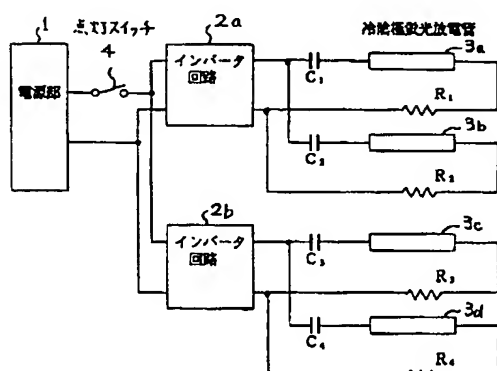 1
点灯スイッチ
4
電源部
2a
インバータ
回路
冷陰極蛍光放電管
3a
C₁
R₁
3b
C₂
R₂
2b
インバータ
回路
3c
C₃
R₃
3d
C₄
R₄